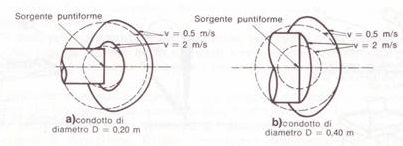 Sorgente puntiforme
v = 0.5 m/s
v = 2 m/s
a)condotto di
diametro D = 0,20 m
Sorgente puntiforme
v = 0,5 m/s
v = 2 m/s
b)condotto di
diametro D = 0,40 m